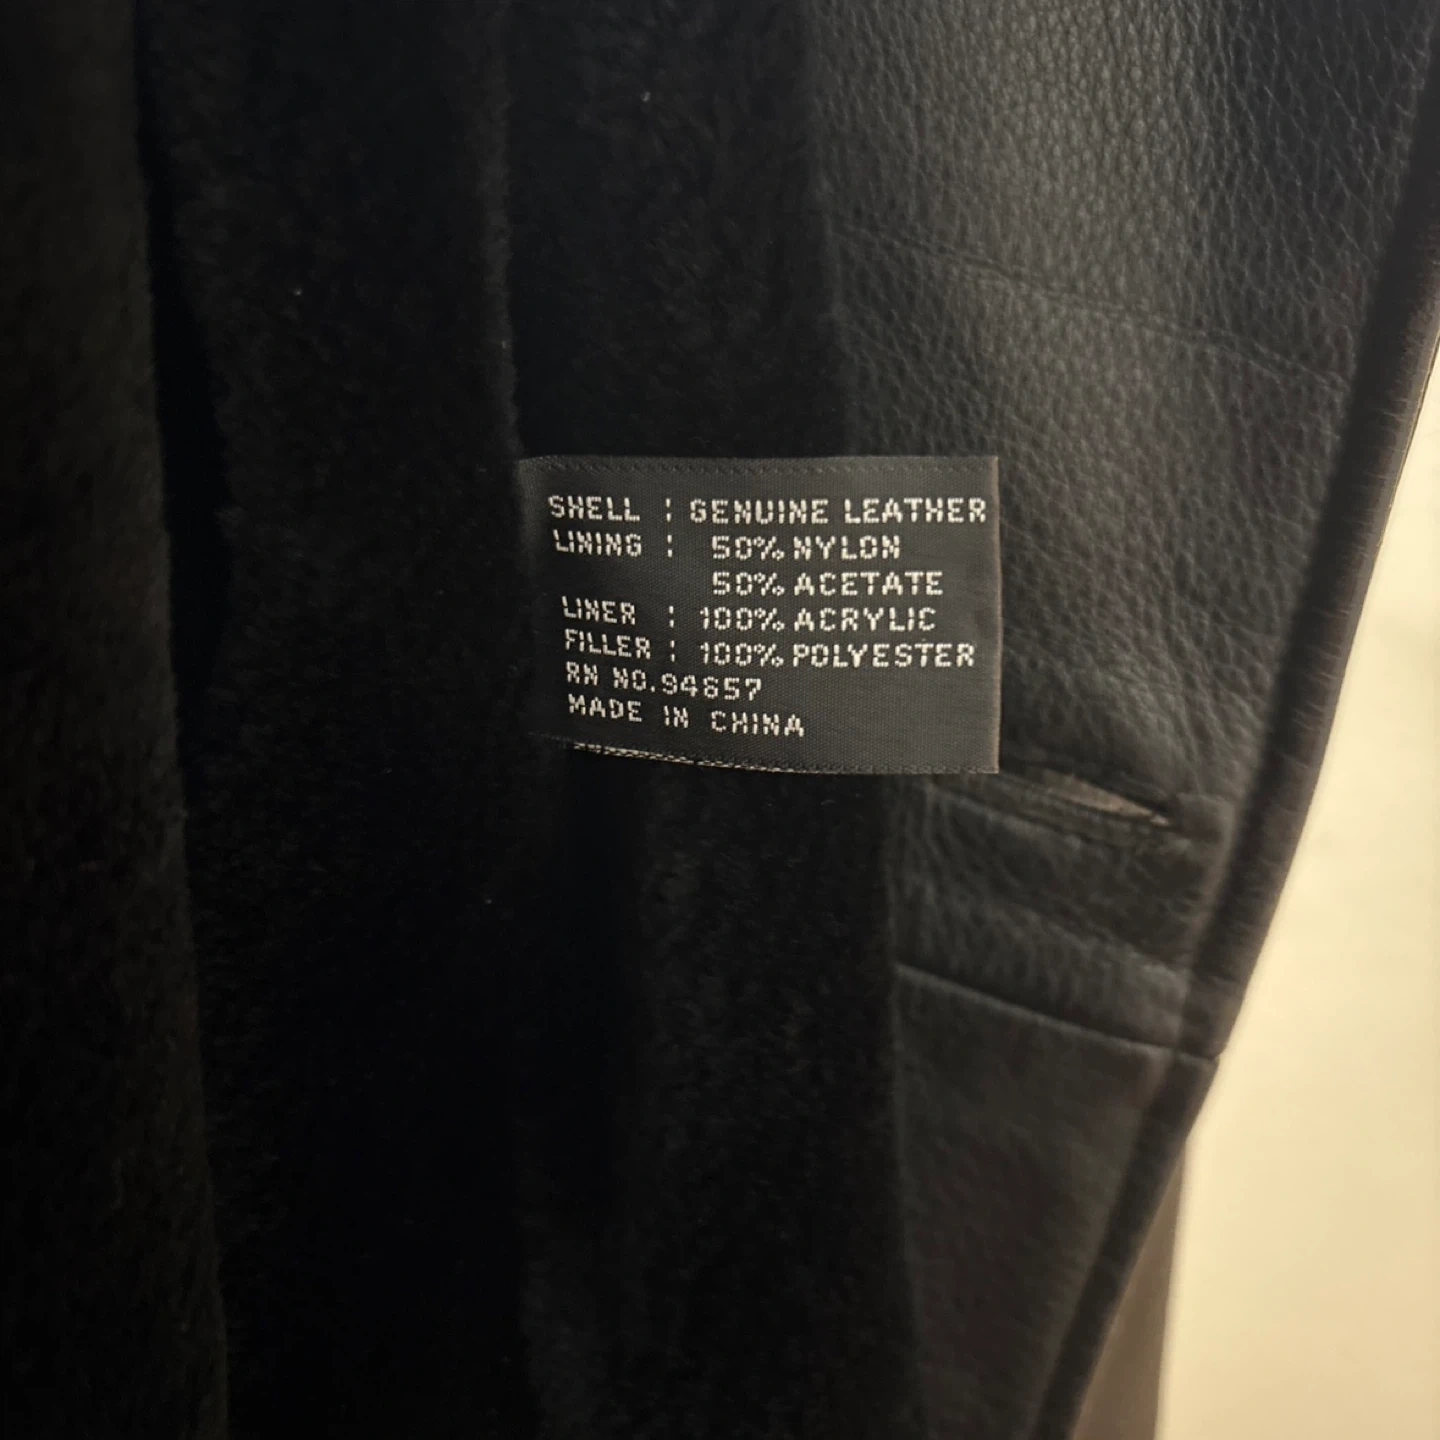 SHELL : GENUINE LEATHER
LINING : 50% NYLON
50% ACETATE
LINER : 100% ACRYLIC
FILLER : 100% POLYESTER
RN NO.94657
MADE IN CHINA